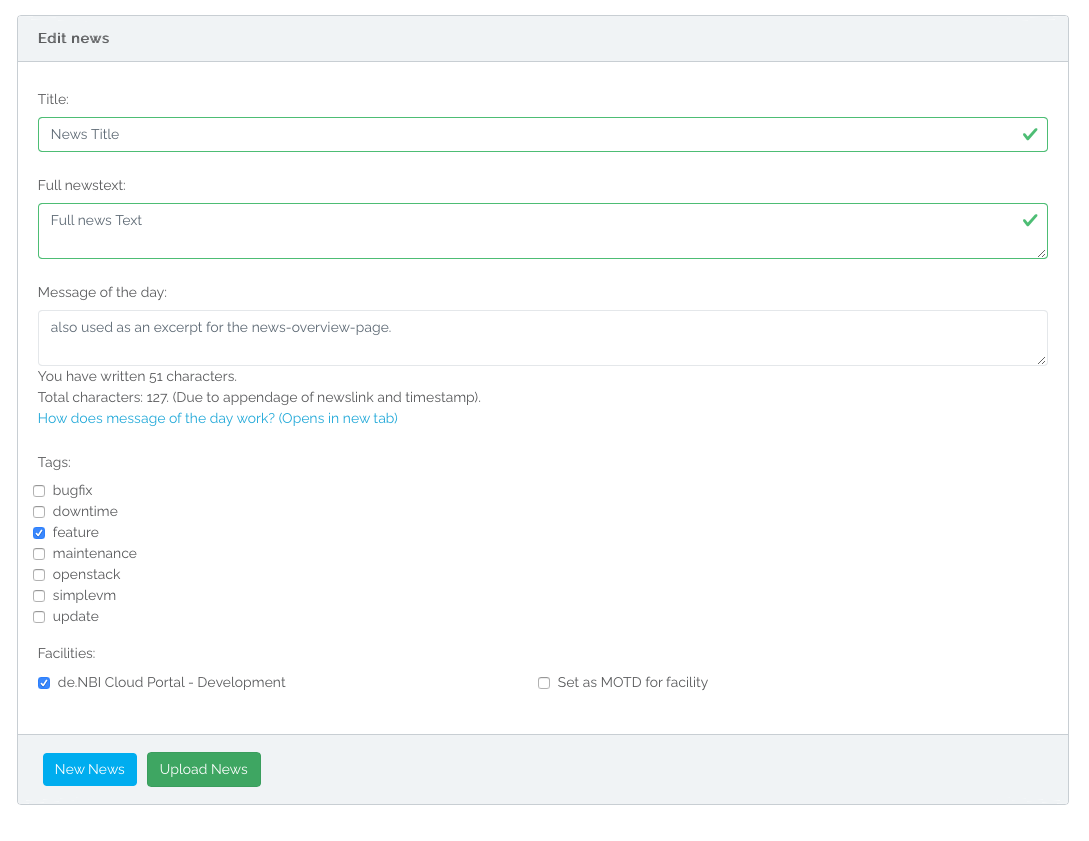 Edit news
Title:
News Title
Full newstext:
Full news Text
Message of the day:
also used as an excerpt for the news-overview-page.
You have written 51 characters.
Total characters: 127. (Due to appendage of newslink and timestamp).
How does message of the day work? (Opens in new tab)
Tags:
bugfix
downtime
feature
maintenance
openstack
simplevm
update
Facilities:
de.NBI Cloud Portal - Development
Set as MOTD for facility
New News
Upload News